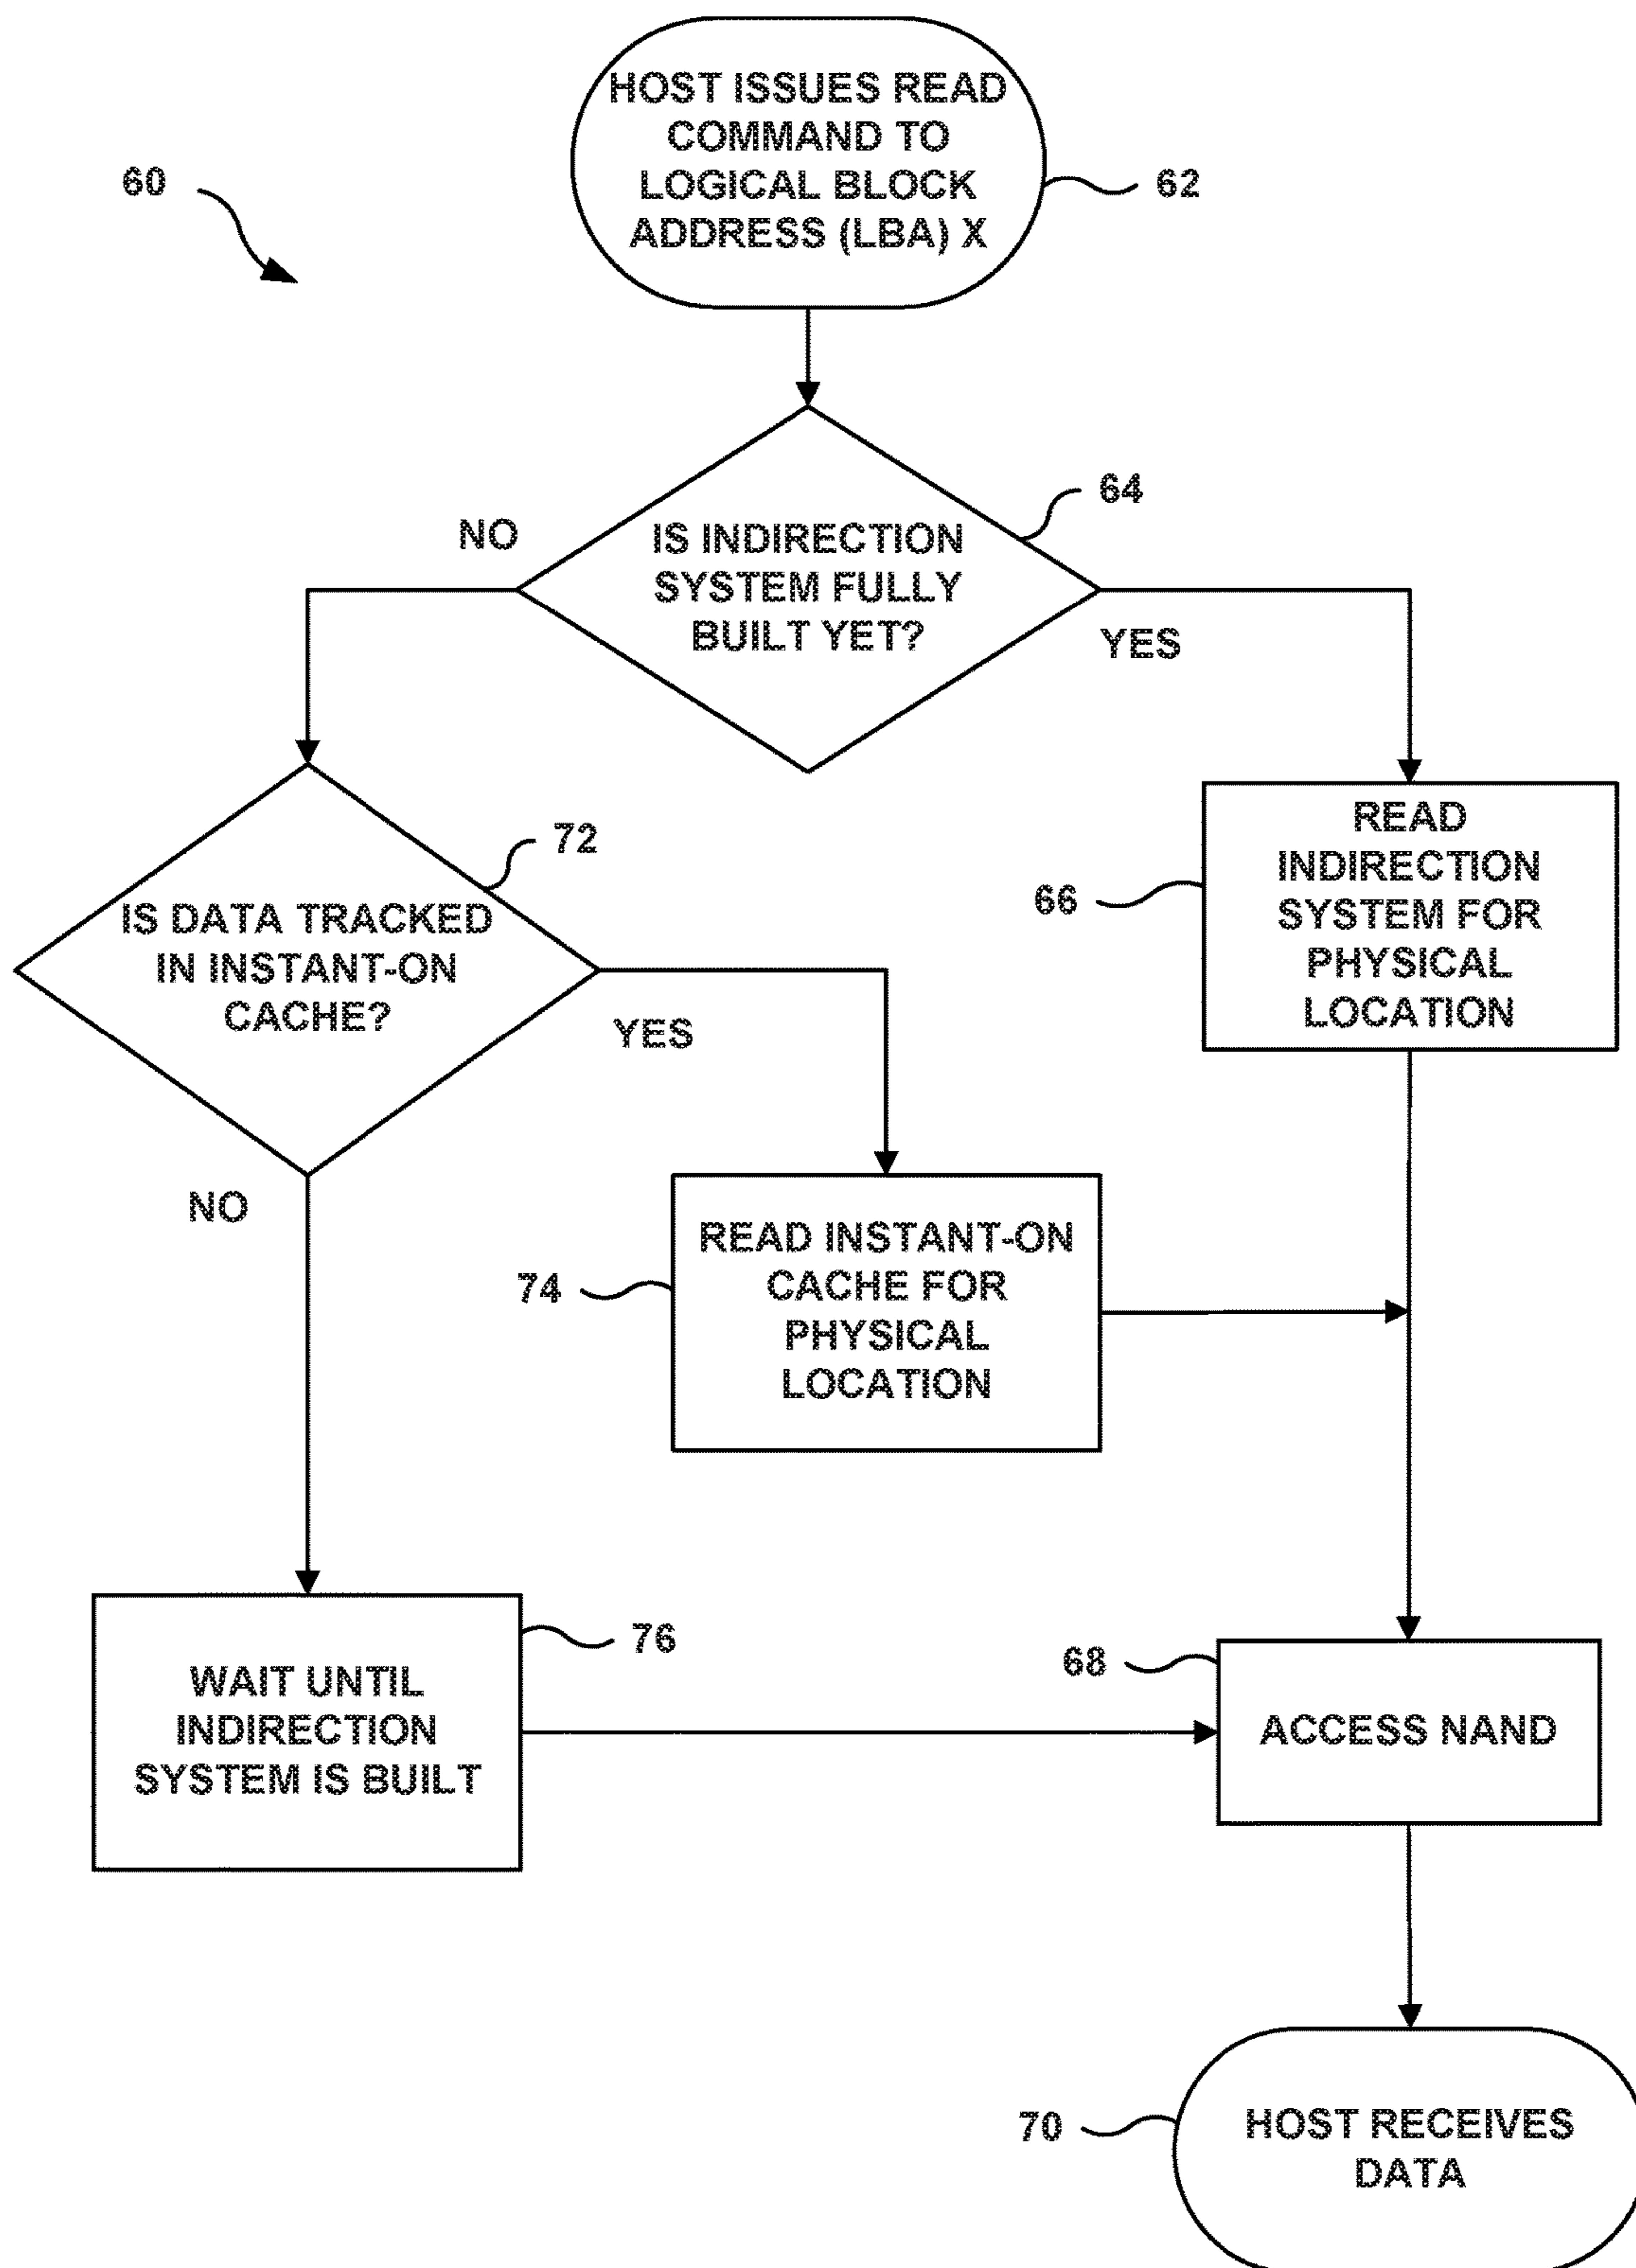 HOST ISSUES READ
COMMAND TO
LOGICAL BLOCK
ADDRESS (LBA) X
60
62
64
NO
IS INDIRECTION
SYSTEM FULLY
BUILT YET?
YES
72
IS DATA TRACKED
IN INSTANT-ON
CACHE?
YES
NO
66
READ
INDIRECTION
SYSTEM FOR
PHYSICAL
LOCATION
74
READ INSTANT-ON
CACHE FOR
PHYSICAL
LOCATION
76
WAIT UNTIL
INDIRECTION
SYSTEM IS BUILT
68
ACCESS NAND
70
HOST RECEIVES
DATA